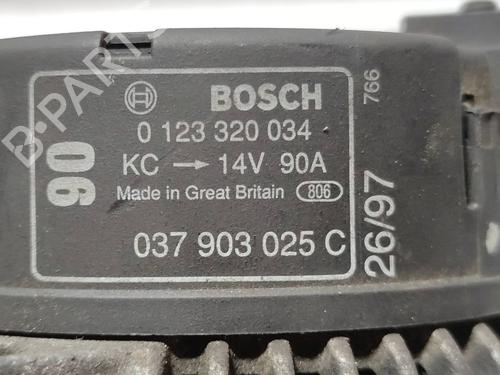 BOSCH
0 123 320 034
KC → 14V 90A
Made in Great Britain 806
037 903 025 C
90
766
26/97
B-PARTS